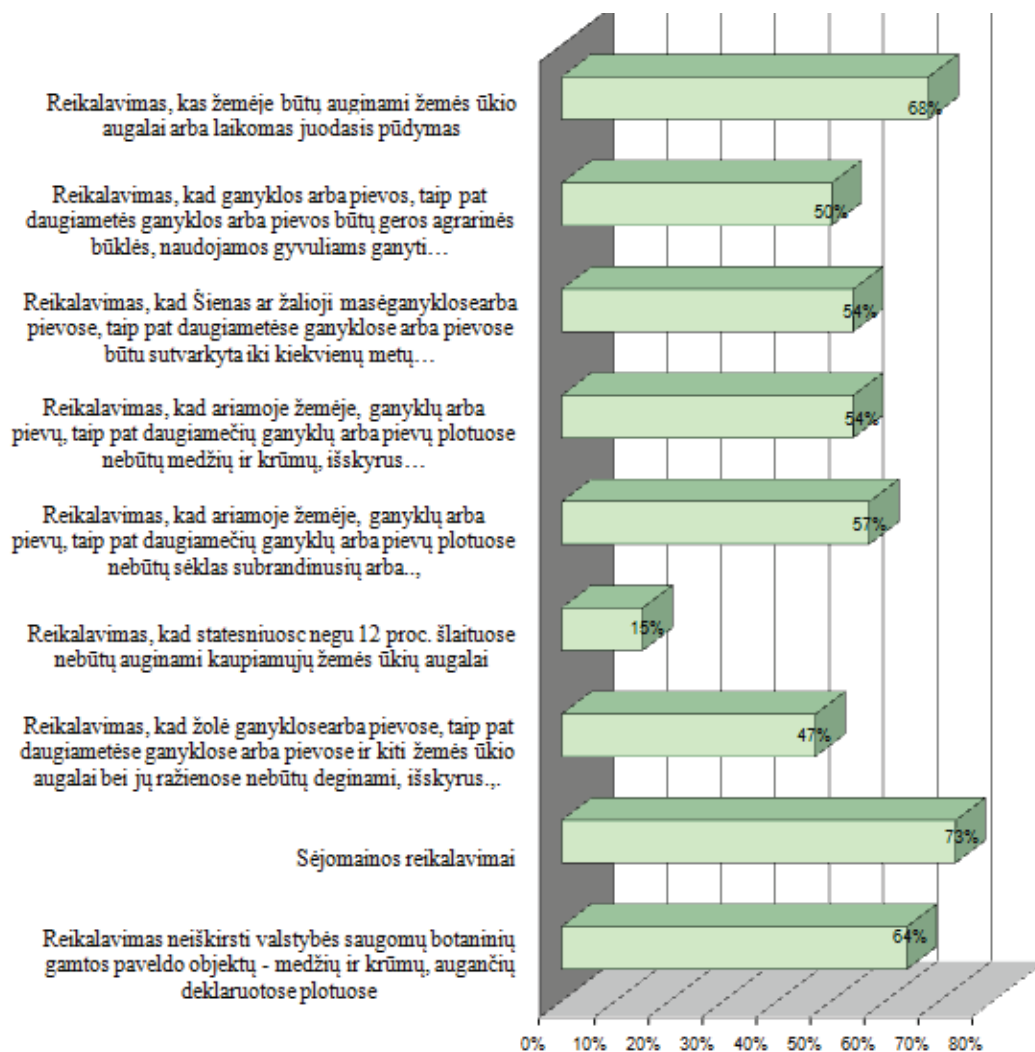 Reikalavimas, kas žemėje būtų auginami žemės ūkio
augalai arba laikomas juodasis pūdymas
68%
Reikalavimas, kad ganyklos arba pievos, taip pat
daugiametės ganyklos arba pievos būtų geros agrarinės
būklės, naudojamos gyvuliams ganyti…
50%
Reikalavimas, kad Šienas ar žalioji masėganyklosearba
pievose, taip pat daugiametėse ganyklose arba pievose
būtu sutvarkyta iki kiekvienų metų…
54%
Reikalavimas, kad ariamoje žemėje, ganyklų arba
pievų, taip pat daugiamečių ganyklų arba pievų plotuose
nebūtų medžių ir krūmų, išskyrus…
54%
Reikalavimas, kad ariamoje žemėje, ganyklų arba
pievų, taip pat daugiamečių ganyklų arba pievų plotuose
nebūtų sėklas subrandinusių arba..,
57%
Reikalavimas, kad statesniuosc negu 12 proc. šlaituose
nebūtų auginami kaupiamųjų žemės ūkių augalai
15%
Reikalavimas, kad žolė ganyklosearba pievose, taip pat
daugiametėse ganyklose arba pievose ir kiti žemės ūkio
augalai bei jų ražienose nebūtų deginami, išskyrus.,.
47%
Sėjomainos reikalavimai
73%
Reikalavimas neiškirsti valstybės saugomų botaninių
gamtos paveldo objektų - medžių ir krūmų, augančių
deklaruotose plotuose
64%
0% 10% 20% 30% 40% 50% 60% 70% 80%